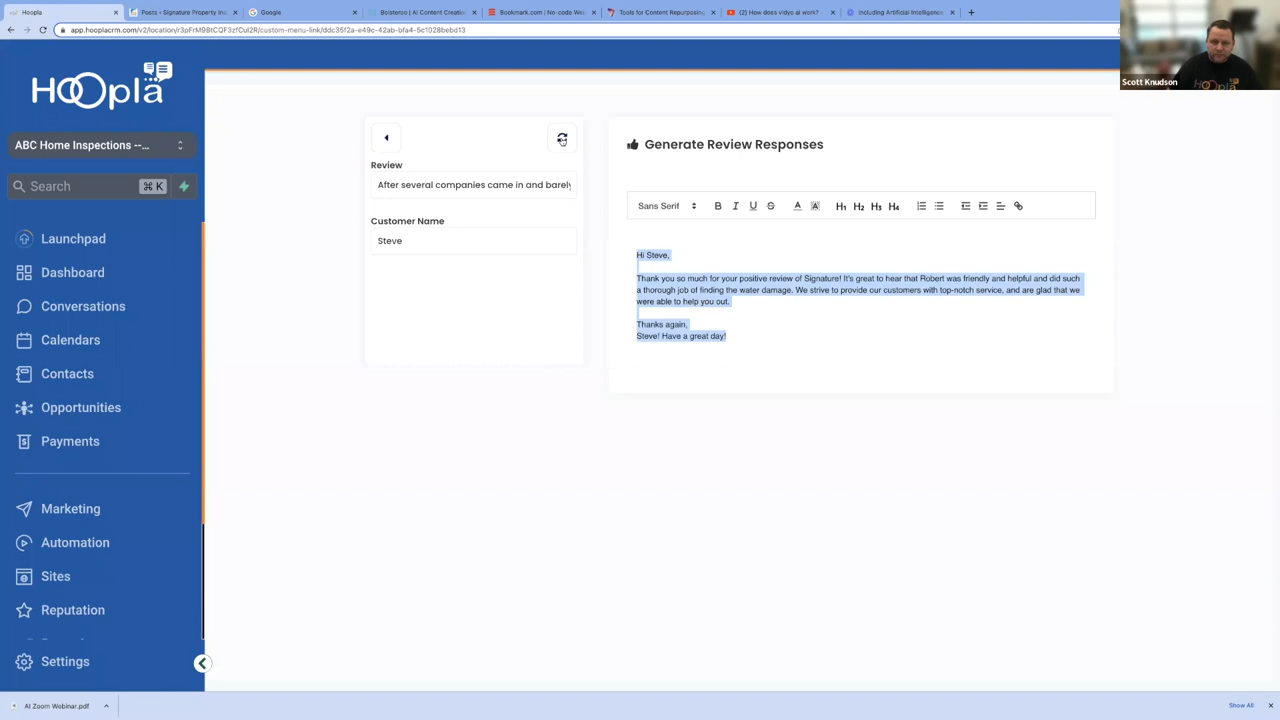 Hoopla
Posts - Signature Property Ins
Google
Bolsteros | AI Content Creation
Bookmark.com | No-code Web
Tools for Content Repurposing
(2) How does vidyo ai work? -
Including Artificial Intelligence
app.hooplacrm.com/v2/location/
Scott Knudson
HOOpla
ABC Home Inspections --...
Search
⌘ K
Launchpad
Dashboard
Conversations
Calendars
Contacts
Opportunities
Payments
Marketing
Automation
Sites
Reputation
Settings
Review
After several companies came in and barely
Customer Name
Steve
Generate Review Responses
Sans Serif
B I U S A A H1 H2 H3 H4
Hi Steve,
Thank you so much for your positive review of Signature! It's great to hear that Robert was friendly and helpful and did such
a thorough job of finding the water damage. We strive to provide our customers with top-notch service, and are glad that we
were able to help you out.
Thanks again,
Steve! Have a great day!
AI Zoom Webinar.pdf
Show All